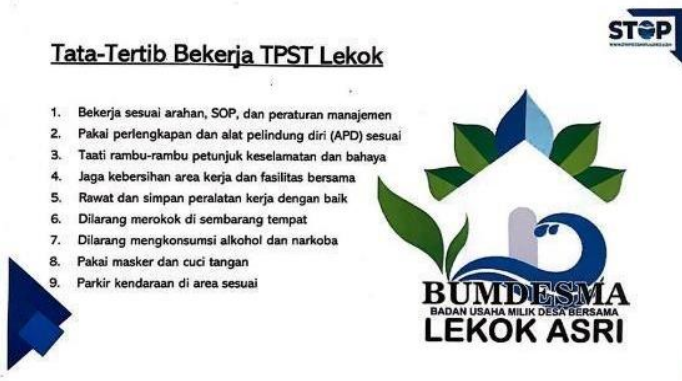 STOP
Tata-Tertib Bekerja TPST Lekok
1. Bekerja sesuai arahan, SOP, dan peraturan manajemen
2. Pakai perlengkapan dan alat pelindung diri (APD) sesuai
3. Taati rambu-rambu petunjuk keselamatan dan bahaya
4. Jaga kebersihan area kerja dan fasilitas bersama
5. Rawat dan simpan peralatan kerja dengan baik
6. Dilarang merokok di sembarang tempat
7. Dilarang mengkonsumsi alkohol dan narkoba
8. Pakai masker dan cuci tangan
9. Parkir kendaraan di area sesuai
BUMDESMA
BADAN USAHA MILIK DESA BERSAMA
LEKOK ASRI